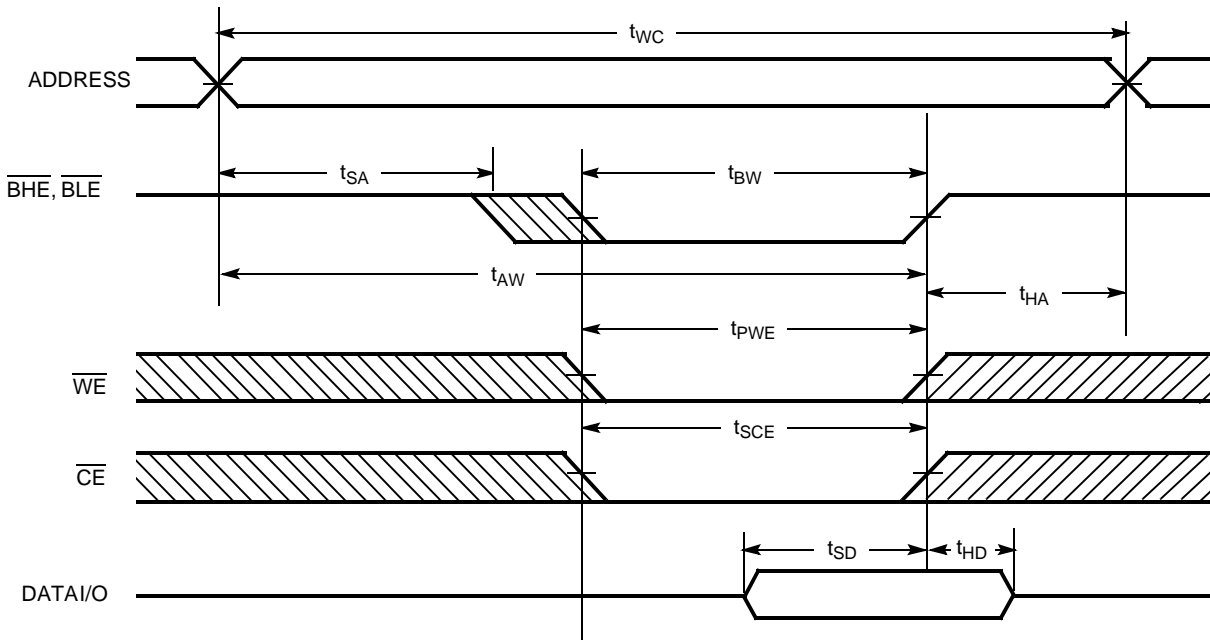 tWC
ADDRESS
tSA
tBW
BHE, BLE
tAW
tHA
tPWE
WE
tSCE
CE
tSD
tHD
DATAI/O